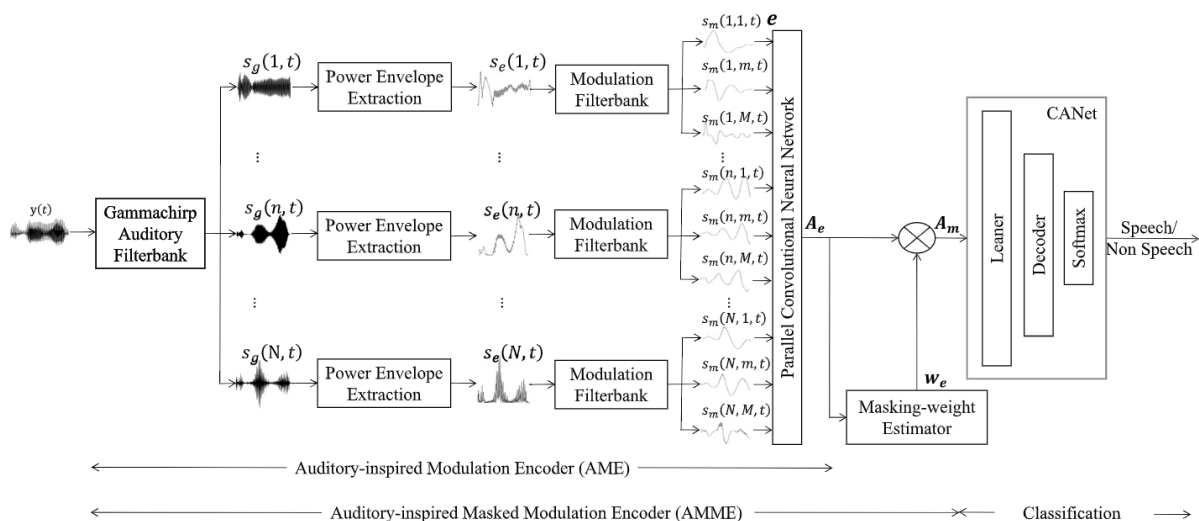 y(t)
Gammachirp
Auditory
Filterbank
s_g(1, t)
Power Envelope
Extraction
s_e(1, t)
Modulation
Filterbank
s_m(1,1, t)
s_m(1, m, t)
s_m(1, M, t)
⋮
⋮
...
s_g(n, t)
Power Envelope
Extraction
s_e(n, t)
Modulation
Filterbank
s_m(n, 1, t)
s_m(n, m, t)
s_m(n, M, t)
⋮
⋮
...
s_g(N, t)
Power Envelope
Extraction
s_e(N, t)
Modulation
Filterbank
s_m(N, 1, t)
s_m(N, m, t)
s_m(N, M, t)
e
Parallel Convolutional Neural Network
A_e
A_m
w_e
Masking-weight
Estimator
CANet
Leaner
Decoder
Softmax
Speech/
Non Speech
Auditory-inspired Modulation Encoder (AME)
Auditory-inspired Masked Modulation Encoder (AMME)
Classification